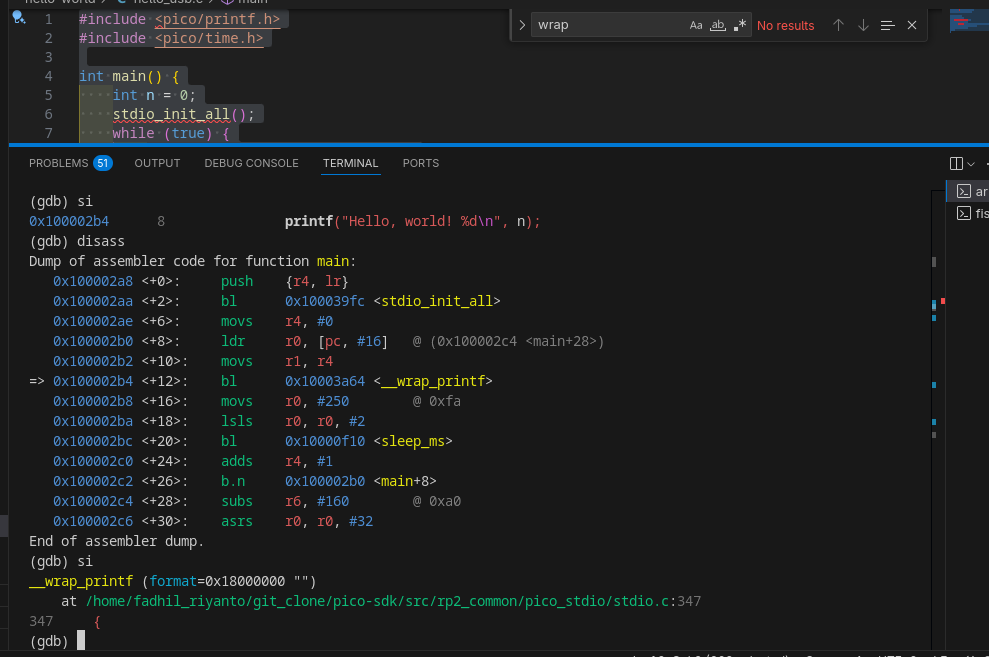 hello_usb.c
main
1 #include <pico/printf.h>
2 #include <pico/time.h>
3
4 int main() {
5 int n = 0;
6 stdio_init_all();
7 while (true) {
wrap Aa ab .* No results
PROBLEMS 51 OUTPUT DEBUG CONSOLE TERMINAL PORTS
(gdb) si
0x100002b4 8 printf("Hello, world! %d\n", n);
(gdb) disass
Dump of assembler code for function main:
0x100002a8 <+0>: push {r4, lr}
0x100002aa <+2>: bl 0x100039fc <stdio_init_all>
0x100002ae <+6>: movs r4, #0
0x100002b0 <+8>: ldr r0, [pc, #16] @ (0x100002c4 <main+28>)
0x100002b2 <+10>: movs r1, r4
=> 0x100002b4 <+12>: bl 0x10003a64 <__wrap_printf>
0x100002b8 <+16>: movs r0, #250 @ 0xfa
0x100002ba <+18>: lsls r0, r0, #2
0x100002bc <+20>: bl 0x10000f10 <sleep_ms>
0x100002c0 <+24>: adds r4, #1
0x100002c2 <+26>: b.n 0x100002b0 <main+8>
0x100002c4 <+28>: subs r6, #160 @ 0xa0
0x100002c6 <+30>: asrs r0, r0, #32
End of assembler dump.
(gdb) si
__wrap_printf (format=0x18000000 "")
at /home/fadhil_riyanto/git_clone/pico-sdk/src/rp2_common/pico_stdio/stdio.c:347
347 {
(gdb)
ar
fis